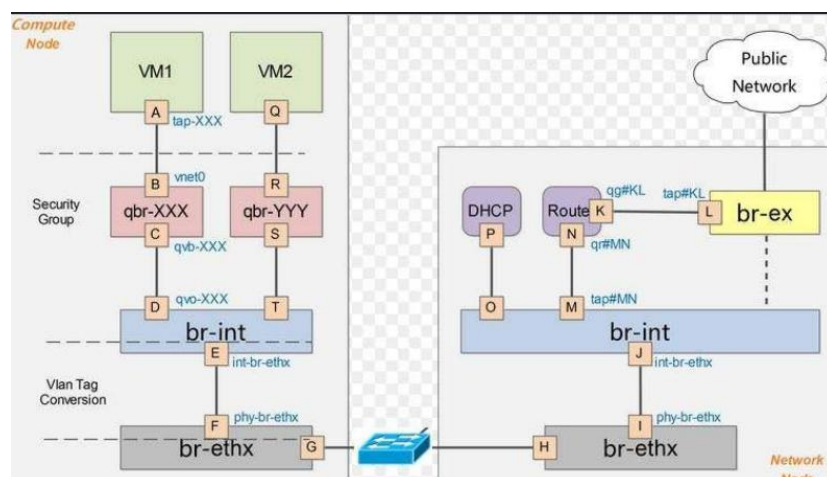 Compute
Node
VM1
VM2
A
Q
tap-XXX
Public
Network
Security
Group
B
vnet0
R
qbr-XXX
qbr-YYY
C
qvb-XXX
S
DHCP
Route
qg#KL
tap#KL
K
L
br-ex
P
N
qr#MN
D
qvo-XXX
T
O
M
tap#MN
br-int
br-int
E
int-br-ethx
J
int-br-ethx
Vlan Tag
Conversion
F
phy-br-ethx
I
phy-br-ethx
br-ethx
G
H
br-ethx
Network
Node